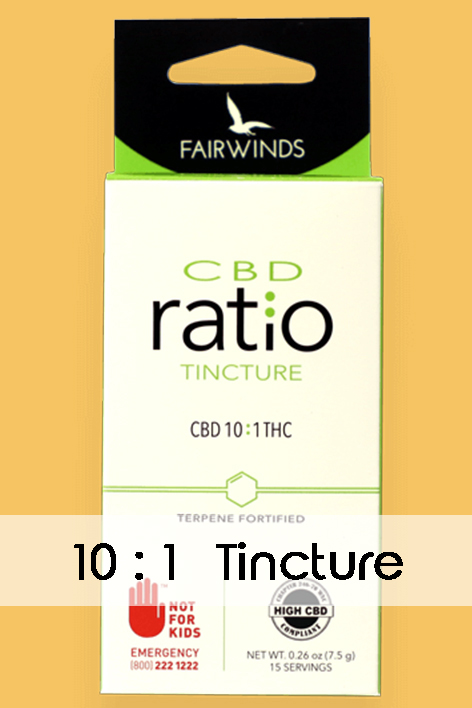 FAIRWINDS
CBD
ratio
TINCTURE
CBD 10:1 THC
TERPENE FORTIFIED
10 : 1 Tincture
NOT
FOR
KIDS
EMERGENCY
(800) 222 1222
HIGH CBD
COMPLIANT
NET WT. 0.26 oz (7.5 g)
15 SERVINGS